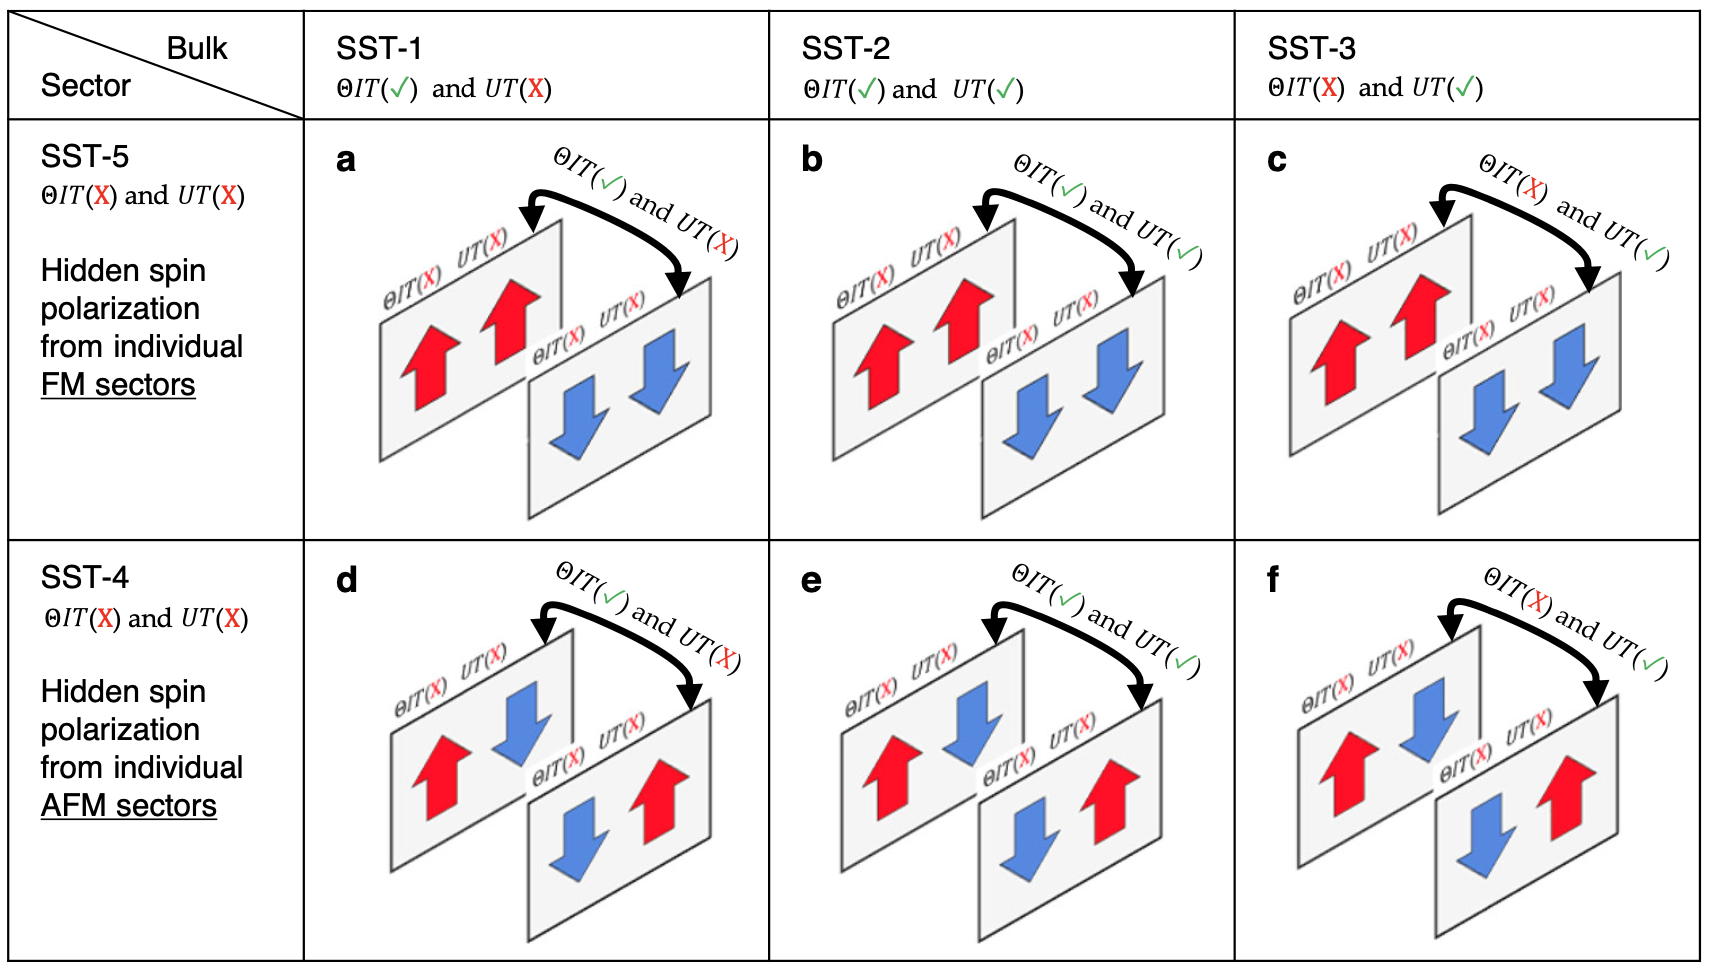 Bulk
Sector
SST-1
ΘIT(✓) and UT(X)
SST-2
ΘIT(✓) and UT(✓)
SST-3
ΘIT(X) and UT(✓)
SST-5
ΘIT(X) and UT(X)
Hidden spin
polarization
from individual
FM sectors
a
ΘIT(✓) and UT(X)
ΘIT(X) UT(X)
ΘIT(X) UT(X)
b
ΘIT(✓) and UT(✓)
ΘIT(X) UT(X)
ΘIT(X) UT(X)
c
ΘIT(X) and UT(✓)
ΘIT(X) UT(X)
ΘIT(X) UT(X)
SST-4
ΘIT(X) and UT(X)
Hidden spin
polarization
from individual
AFM sectors
d
ΘIT(✓) and UT(X)
ΘIT(X) UT(X)
ΘIT(X) UT(X)
e
ΘIT(✓) and UT(✓)
ΘIT(X) UT(X)
ΘIT(X) UT(X)
f
ΘIT(X) and UT(✓)
ΘIT(X) UT(X)
ΘIT(X) UT(X)